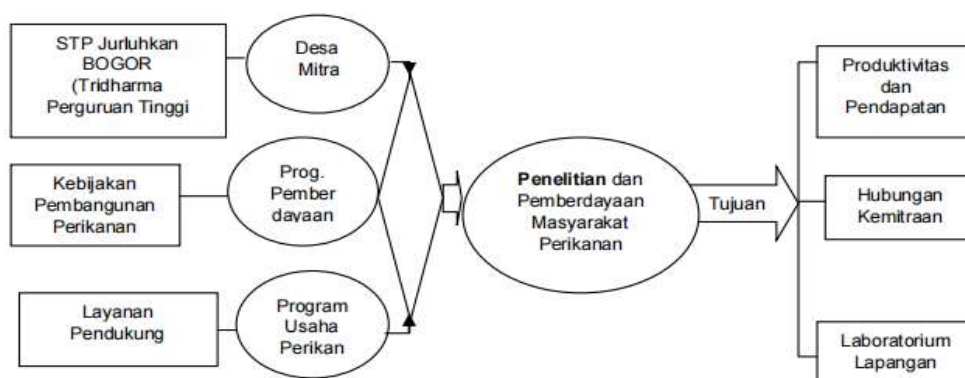 STP Jurluhkan
BOGOR
(Tridharma
Perguruan Tinggi
Desa
Mitra
Kebijakan
Pembangunan
Perikanan
Prog.
Pember
dayaan
Layanan
Pendukung
Program
Usaha
Perikan
Penelitian dan
Pemberdayaan
Masyarakat
Perikanan
Tujuan
Produktivitas
dan
Pendapatan
Hubungan
Kemitraan
Laboratorium
Lapangan